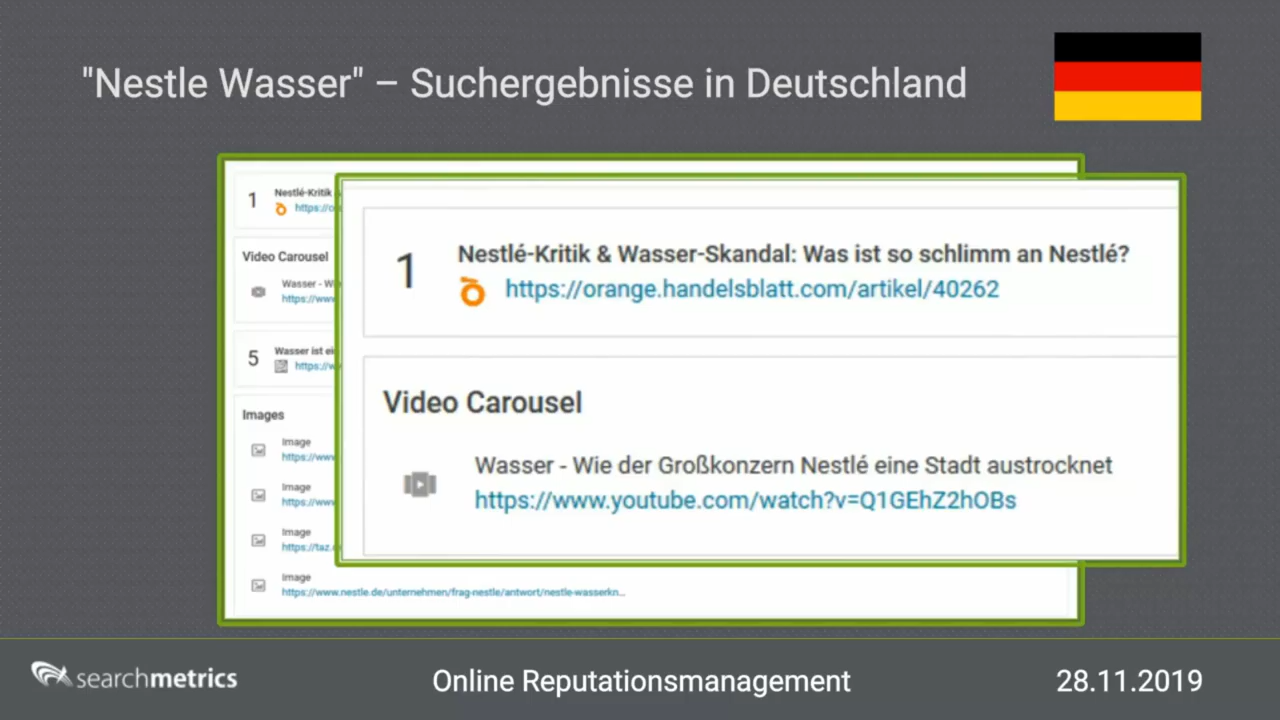 "Nestle Wasser" – Suchergebnisse in Deutschland
1
Nestlé-Kritik
Video Carousel
5
Wasser ist
Images
Image
Image
Image
Image
https://www.nestle.de/unternehmen/frag-nestle/antwort/nestle-wasserkn...
1
Nestlé-Kritik & Wasser-Skandal: Was ist so schlimm an Nestlé?
https://orange.handelsblatt.com/artikel/40262
Video Carousel
Wasser - Wie der Großkonzern Nestlé eine Stadt austrocknet
https://www.youtube.com/watch?v=Q1GEhZ2hOBs
searchmetrics
Online Reputationsmanagement
28.11.2019